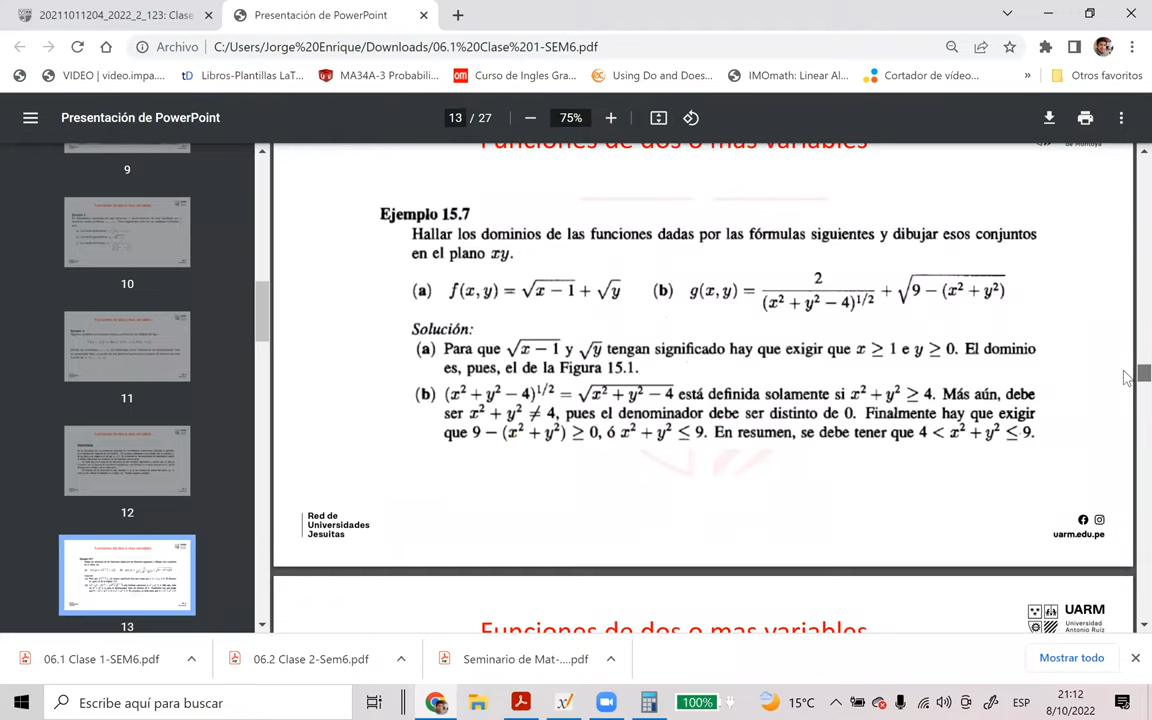 20211011204_2022_2_123: Clase
Presentación de PowerPoint
Archivo
C:/Users/Jorge%20Enrique/Downloads/06.1%20Clase%201-SEM6.pdf
VIDEO | video.impa....
tD Libros-Plantillas LaT...
MA34A-3 Probabili...
om Curso de Ingles Gra...
Using Do and Does...
IMOmath: Linear Al...
Cortador de vídeo...
»
Otros favoritos
Presentación de PowerPoint
13 / 27
75%
9
10
11
12
13
Funciones de dos o mas variables
de Montoya
Ejemplo 15.7
Hallar los dominios de las funciones dadas por las fórmulas siguientes y dibujar esos conjuntos
en el plano xy.
(a) f(x, y) = √(x − 1) + √y (b) g(x, y) = 2/(x² + y² − 4)^{1/2} + √(9 − (x² + y²))
Solución:
(a) Para que √(x − 1) y √y tengan significado hay que exigir que x ≥ 1 e y ≥ 0. El dominio
es, pues, el de la Figura 15.1.
(b) (x² + y² − 4)^{1/2} = √(x² + y² − 4) está definida solamente si x² + y² ≥ 4. Más aún, debe
ser x² + y² ≠ 4, pues el denominador debe ser distinto de 0. Finalmente hay que exigir
que 9 − (x² + y²) ≥ 0, ó x² + y² ≤ 9. En resumen, se debe tener que 4 < x² + y² ≤ 9.
Red de
Universidades
Jesuitas
uarm.edu.pe
Funciones de dos o mas variables
UARM
Universidad
Antonio Ruiz
06.1 Clase 1-SEM6.pdf
06.2 Clase 2-Sem6.pdf
Seminario de Mat-....pdf
Mostrar todo
Escribe aquí para buscar
100%
15°C
ESP
21:12
8/10/2022